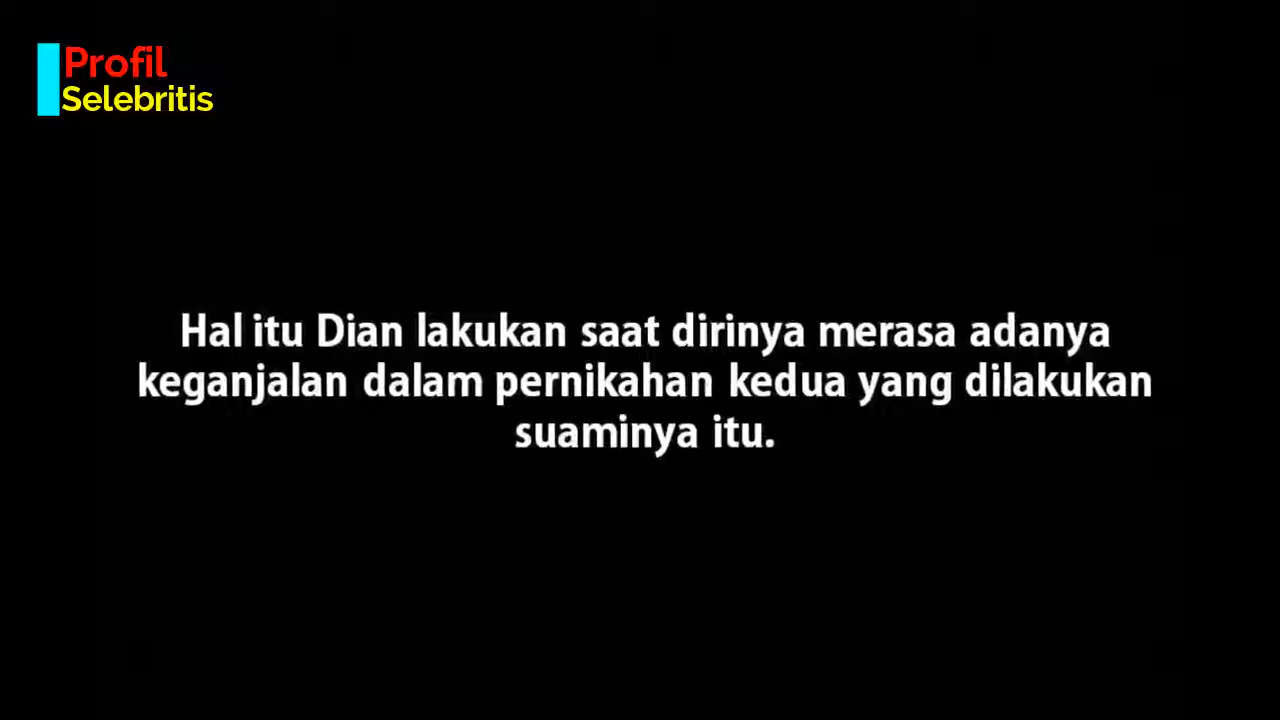 Profil
Selebritis
Hal itu Dian lakukan saat dirinya merasa adanya
keganjalan dalam pernikahan kedua yang dilakukan
suaminya itu.